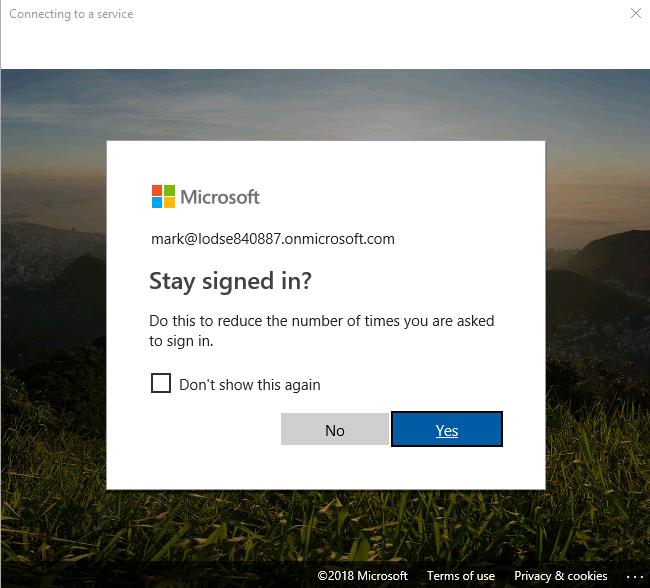 Connecting to a service
Microsoft
mark@lodse840887.onmicrosoft.com
Stay signed in?
Do this to reduce the number of times you are asked
to sign in.
Don't show this again
No
Yes
©2018 Microsoft
Terms of use
Privacy & cookies
...